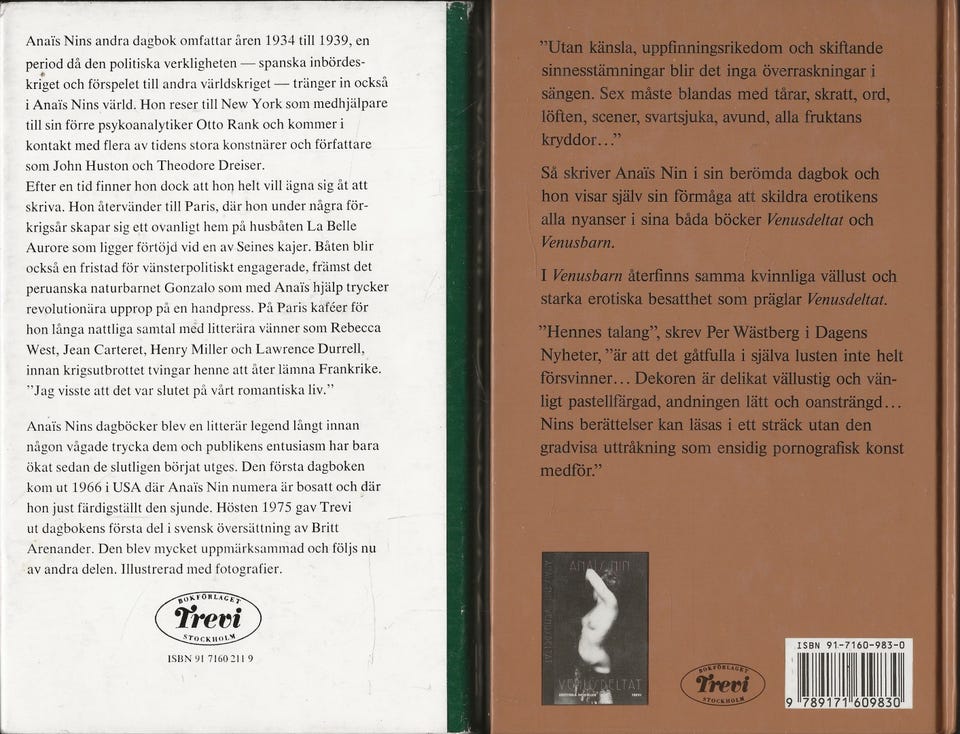 Anaïs Nins andra dagbok omfattar åren 1934 till 1939, en
period då den politiska verkligheten — spanska inbördes-
kriget och förspelet till andra världskriget — tränger in också
i Anaïs Nins värld. Hon reser till New York som medhjälpare
till sin förre psykoanalytiker Otto Rank och kommer i
kontakt med flera av tidens stora konstnärer och författare
som John Huston och Theodore Dreiser.
Efter en tid finner hon dock att hon helt vill ägna sig åt att
skriva. Hon återvänder till Paris, där hon under några för-
krigsår skapar sig ett ovanligt hem på husbåten La Belle
Aurore som ligger förtöjd vid en av Seines kajer. Båten blir
också en fristad för vänsterpolitiskt engagerade, främst det
peruanska naturbarnet Gonzalo som med Anaïs hjälp trycker
revolutionära upprop på en handpress. På Paris kaféer för
hon långa nattliga samtal med litterära vänner som Rebecca
West, Jean Carteret, Henry Miller och Lawrence Durrell,
innan krigsutbrottet tvingar henne att åter lämna Frankrike.
”Jag visste att det var slutet på vårt romantiska liv.”
Anaïs Nins dagböcker blev en litterär legend långt innan
någon vågade trycka dem och publikens entusiasm har bara
ökat sedan de slutligen börjat utges. Den första dagboken
kom ut 1966 i USA där Anaïs Nin numera är bosatt och där
hon just färdigställt den sjunde. Hösten 1975 gav Trevi
ut dagbokens första del i svensk översättning av Britt
Arenander. Den blev mycket uppmärksammad och följs nu
av andra delen. Illustrerad med fotografier.
BOKFÖRLAGET
Trevi
STOCKHOLM
ISBN 91 7160 211 9
”Utan känsla, uppfinningsrikedom och skiftande
sinnesstämningar blir det inga överraskningar i
sängen. Sex måste blandas med tårar, skratt, ord,
löften, scener, svartsjuka, avund, alla fruktans
kryddor…”
Så skriver Anaïs Nin i sin berömda dagbok och
hon visar själv sin förmåga att skildra erotikens
alla nyanser i sina båda böcker Venusdeltat och
Venusbarn.
I Venusbarn återfinns samma kvinnliga vällust och
starka erotiska besatthet som präglar Venusdeltat.
”Hennes talang”, skrev Per Wästberg i Dagens
Nyheter, ”är att det gåtfulla i själva lusten inte helt
försvinner… Dekoren är delikat vällustig och vän-
ligt pastellfärgad, andningen lätt och oansträngd…
Nins berättelser kan läsas i ett sträck utan den
gradvisa uttråkning som ensidig pornografisk konst
medför.”
ANAÏS NIN
VENUSDELTAT
TREVI
BOKFÖRLAGET
Trevi
STOCKHOLM
ISBN 91-7160-983-0
9 789171 609830